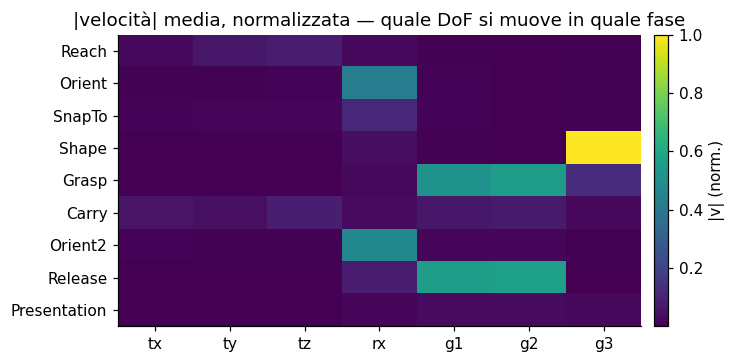 |velocità| media, normalizzata — quale DoF si muove in quale fase
Reach
Orient
SnapTo
Shape
Grasp
Carry
Orient2
Release
Presentation
tx ty tz rx g1 g2 g3
1.0
0.8
0.6
0.4
0.2
|v| (norm.)